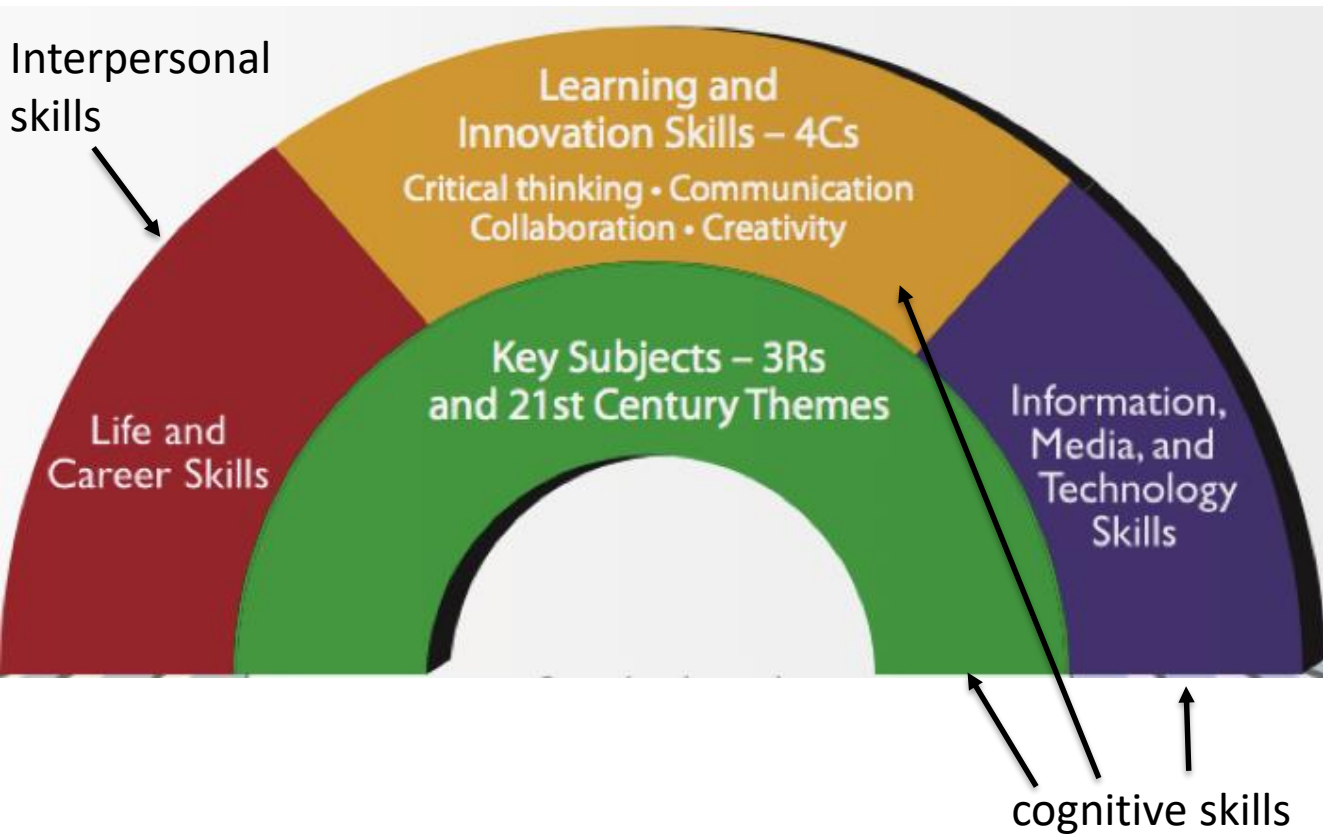 Interpersonal
skills
Learning and
Innovation Skills – 4Cs
Critical thinking • Communication
Collaboration • Creativity
Key Subjects – 3Rs
and 21st Century Themes
Life and
Career Skills
Information,
Media, and
Technology
Skills
cognitive skills